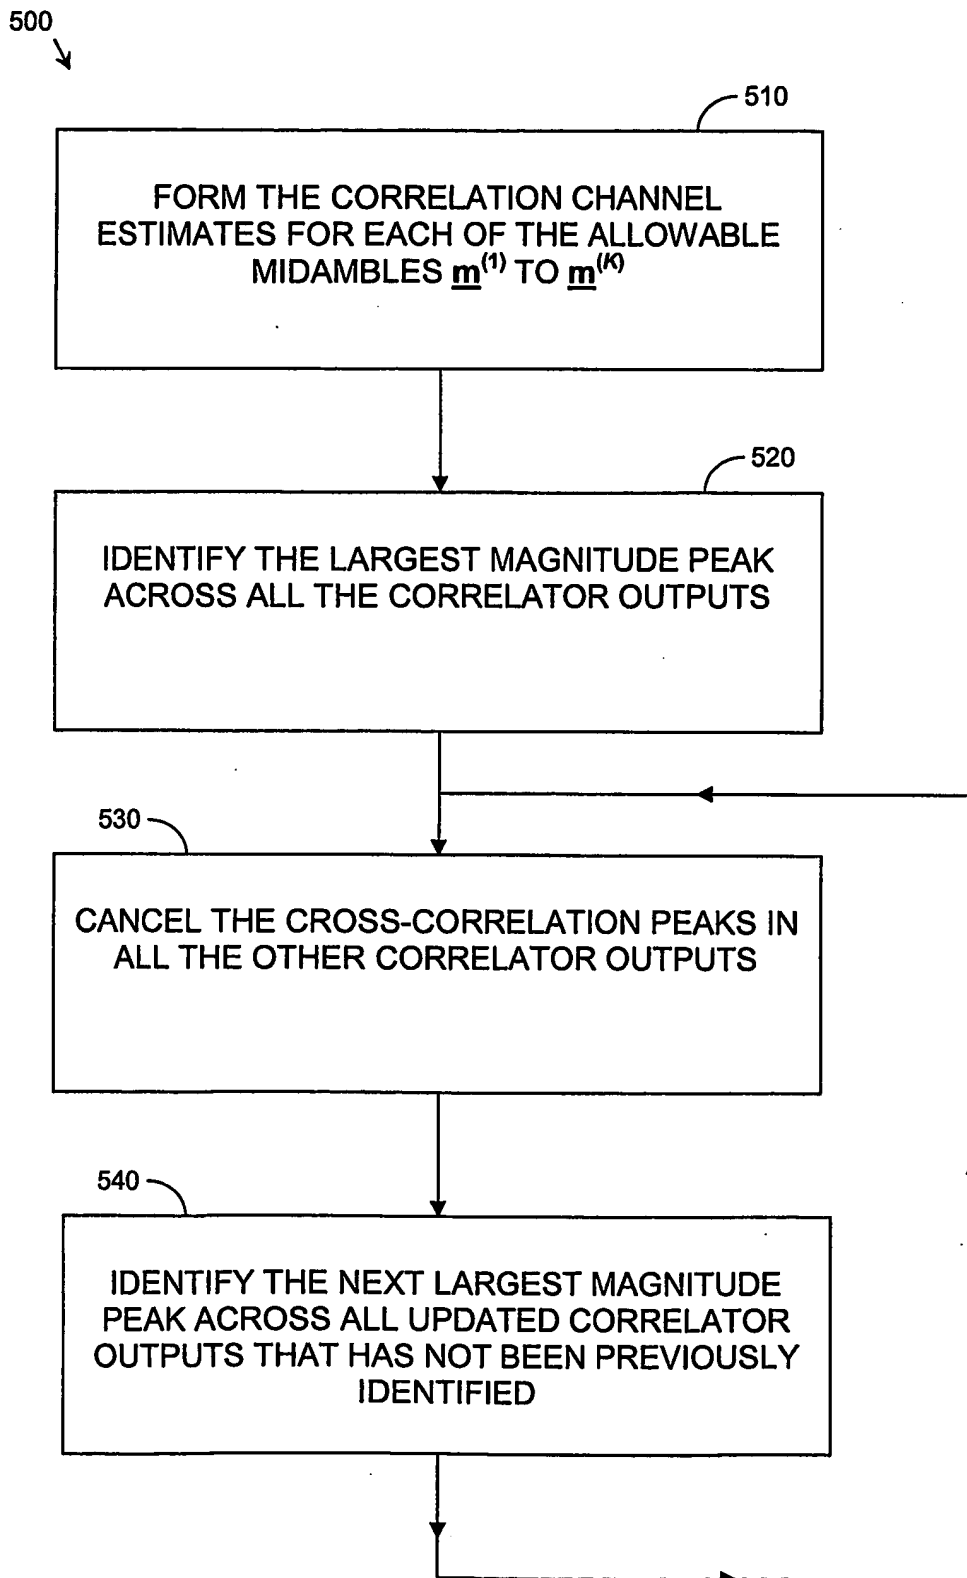 500
510
FORM THE CORRELATION CHANNEL
ESTIMATES FOR EACH OF THE ALLOWABLE
MIDAMBLES m(1) TO m(K)
520
IDENTIFY THE LARGEST MAGNITUDE PEAK
ACROSS ALL THE CORRELATOR OUTPUTS
530
CANCEL THE CROSS-CORRELATION PEAKS IN
ALL THE OTHER CORRELATOR OUTPUTS
540
IDENTIFY THE NEXT LARGEST MAGNITUDE
PEAK ACROSS ALL UPDATED CORRELATOR
OUTPUTS THAT HAS NOT BEEN PREVIOUSLY
IDENTIFIED